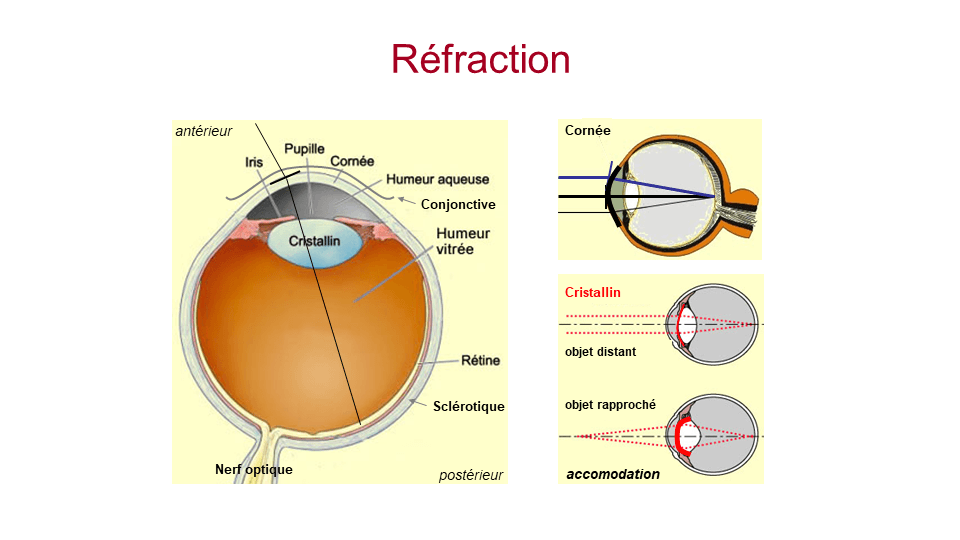 Réfraction
antérieur
Pupille
Iris
Cornée
Humeur aqueuse
Conjonctive
Cristallin
Humeur
vitrée
Rétine
Sclérotique
Nerf optique
postérieur
Cornée
Cristallin
objet distant
objet rapproché
accomodation